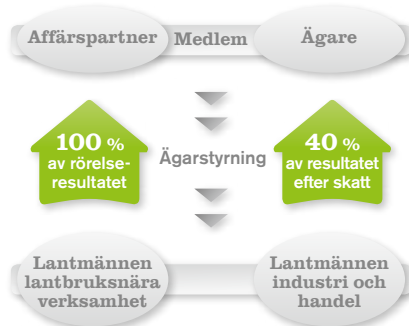 Affärspartner Medlem Ägare
100 %
av rörelse-
resultatet
Ägarstyrning
40 %
av resultatet
efter skatt
Lantmännen
lantbruksnära
verksamhet
Lantmännen
industri och
handel